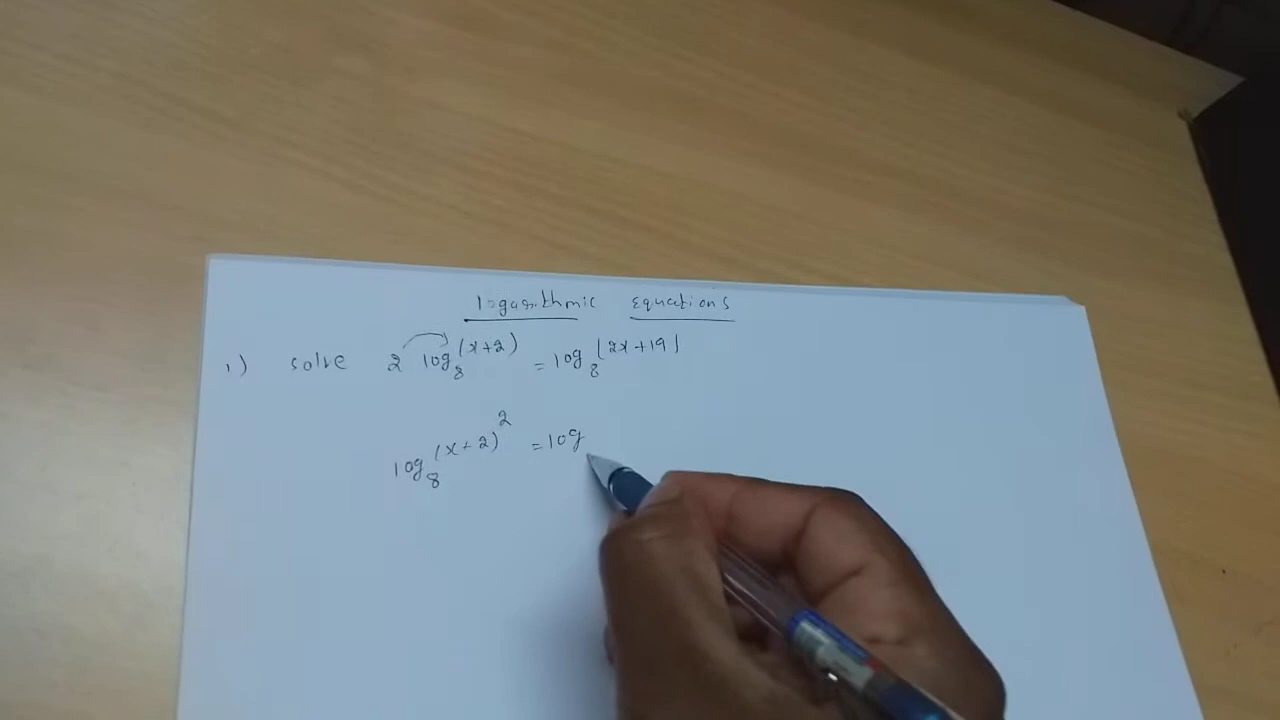 Logarithmic Equations
1) solve 2 log₈(x+2) = log₈(2x+19)
log₈(x+2)² = log